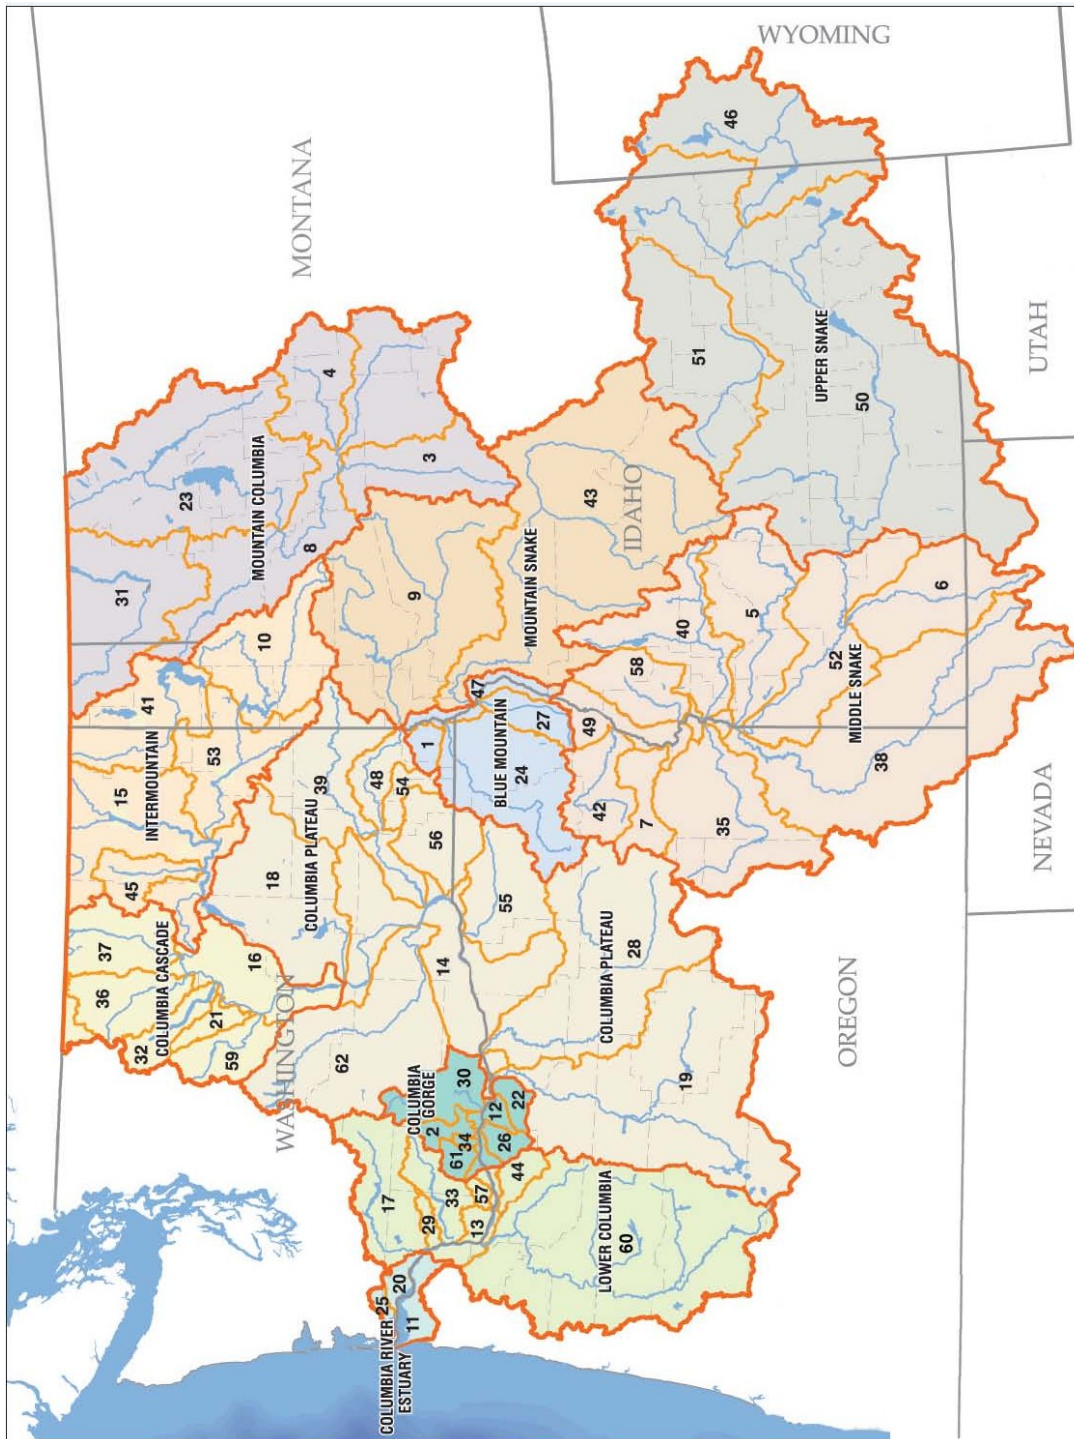 36
37
15
31
32
45
41
COLUMBIA CASCADE
INTERMOUNTAIN
23
21
53
59
16
MOUNTAIN COLUMBIA
10
18
WASHINGTON
MONTANA
8
COLUMBIA PLATEAU
39
4
62
48
25
COLUMBIA RIVER
ESTUARY
17
20
54
11
COLUMBIA
GORGE
9
29
2
1
3
56
14
33
61
30
34
13
57
47
12
BLUE MOUNTAIN
26
55
44
22
24
MOUNTAIN SNAKE
27
49
43
42
LOWER COLUMBIA
COLUMBIA PLATEAU
60
28
IDAHO
58
7
40
19
51
35
46
5
UPPER SNAKE
WYOMING
52
OREGON
MIDDLE SNAKE
50
38
6
NEVADA
UTAH